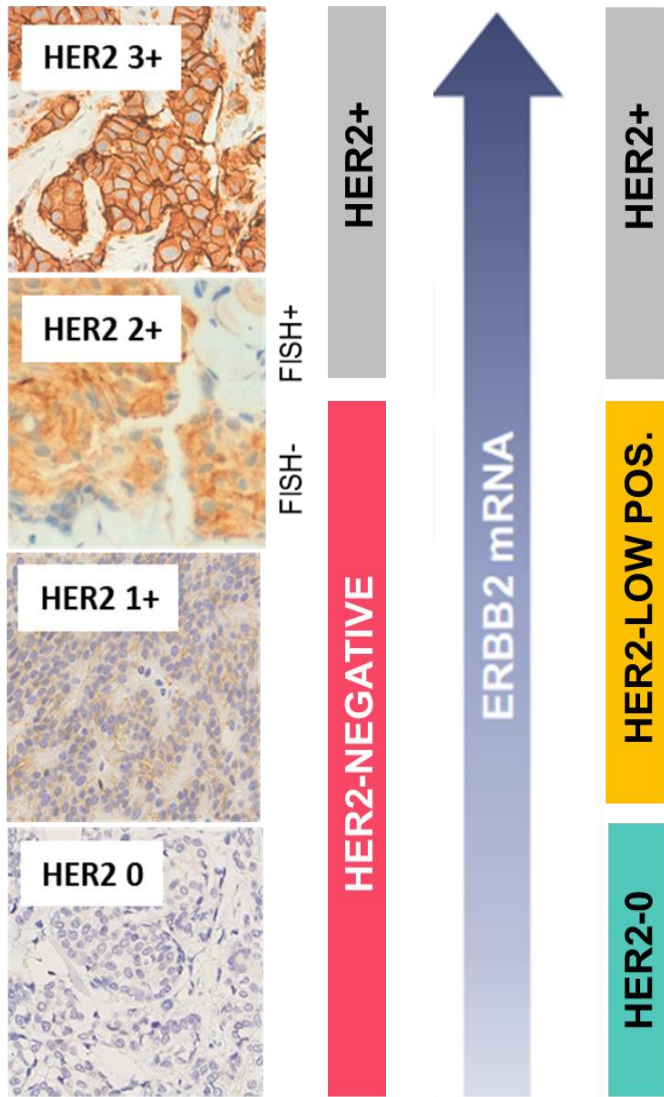 HER2 3+
HER2 2+
HER2 1+
HER2 0
FISH+
FISH-
HER2+
HER2-NEGATIVE
ERBB2 mRNA
HER2+
HER2-LOW POS.
HER2-0